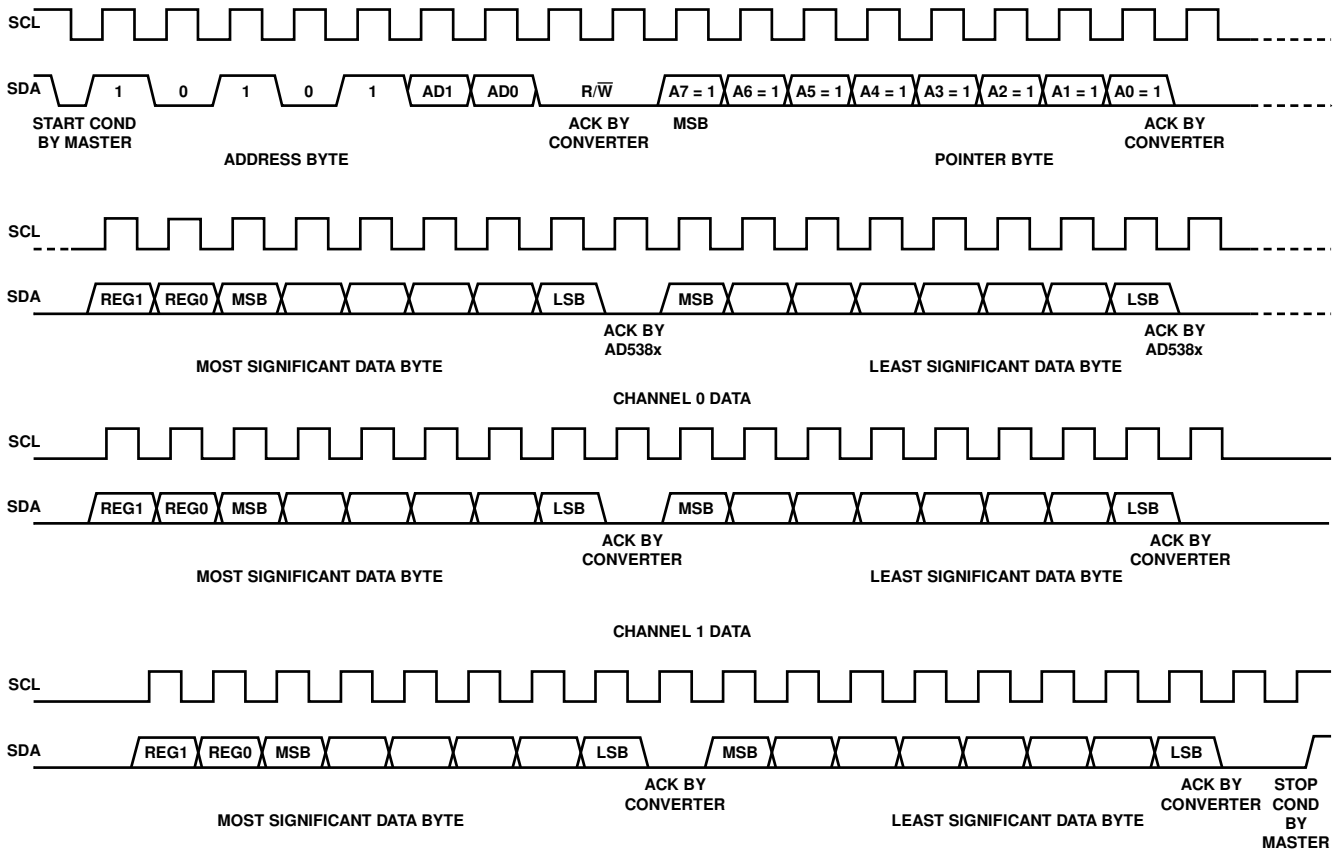 SCL
SDA 1 0 1 0 1 AD1 AD0 R/W̅ A7 = 1 A6 = 1 A5 = 1 A4 = 1 A3 = 1 A2 = 1 A1 = 1 A0 = 1
START COND
BY MASTER
ACK BY
CONVERTER
MSB
ACK BY
CONVERTER
ADDRESS BYTE
POINTER BYTE
SCL
SDA REG1 REG0 MSB LSB MSB LSB
ACK BY
AD538x
ACK BY
AD538x
MOST SIGNIFICANT DATA BYTE
LEAST SIGNIFICANT DATA BYTE
CHANNEL 0 DATA
SCL
SDA REG1 REG0 MSB LSB MSB LSB
ACK BY
CONVERTER
ACK BY
CONVERTER
MOST SIGNIFICANT DATA BYTE
LEAST SIGNIFICANT DATA BYTE
CHANNEL 1 DATA
SCL
SDA REG1 REG0 MSB LSB MSB LSB
ACK BY
CONVERTER
ACK BY
CONVERTER
STOP
COND
BY
MASTER
MOST SIGNIFICANT DATA BYTE
LEAST SIGNIFICANT DATA BYTE